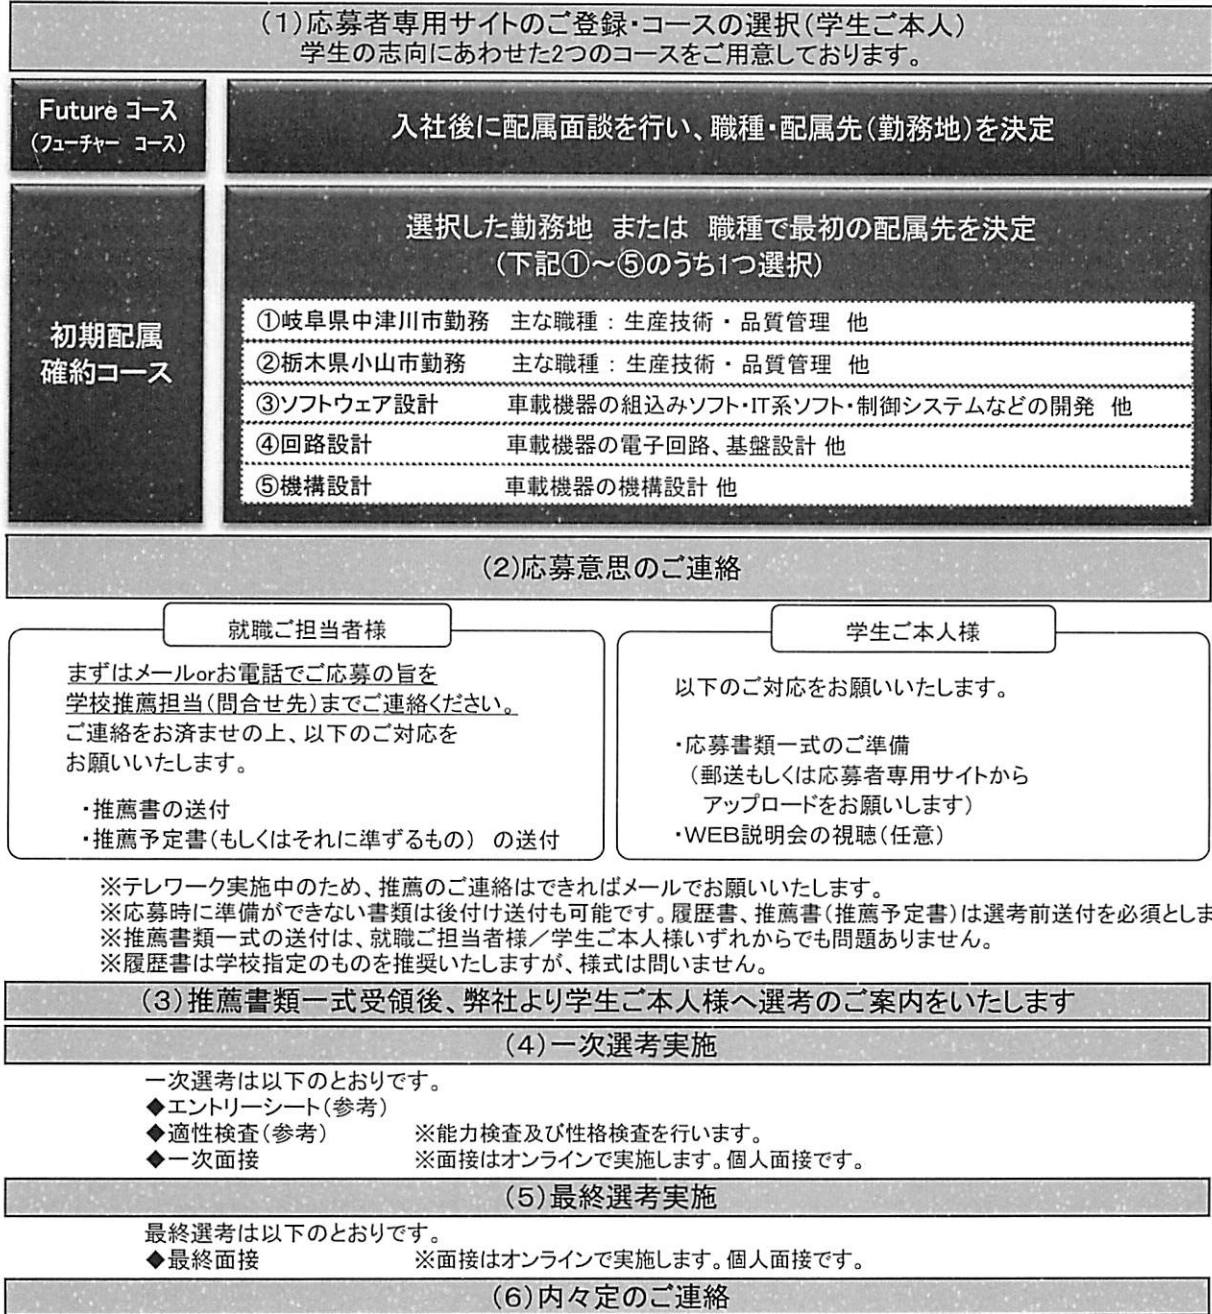 (1)応募者専用サイトのご登録・コースの選択(学生ご本人)
学生の志向にあわせた2つのコースをご用意しております。
Future コース
(フューチャー コース)
入社後に配属面談を行い、職種・配属先(勤務地)を決定
初期配属
確約コース
選択した勤務地 または 職種で最初の配属先を決定
(下記①~⑤のうち1つ選択)
①岐阜県中津川市勤務 主な職種:生産技術・品質管理 他
②栃木県小山市勤務 主な職種:生産技術・品質管理 他
③ソフトウェア設計 車載機器の組込みソフト・IT系ソフト・制御システムなどの開発 他
④回路設計 車載機器の電子回路、基盤設計 他
⑤機構設計 車載機器の機構設計 他
(2)応募意思のご連絡
就職ご担当者様
まずはメールorお電話でご応募の旨を
学校推薦担当(問合せ先)までご連絡ください。
ご連絡をお済ませの上、以下のご対応を
お願いいたします。
・推薦書の送付
・推薦予定書(もしくはそれに準ずるもの) の送付
学生ご本人様
以下のご対応をお願いいたします。
・応募書類一式のご準備
(郵送もしくは応募者専用サイトから
アップロードをお願いします)
・WEB説明会の視聴(任意)
※テレワーク実施中のため、推薦のご連絡はできればメールでお願いいたします。
※応募時に準備ができない書類は後付け送付も可能です。履歴書、推薦書(推薦予定書)は選考前送付を必須としま
※推薦書類一式の送付は、就職ご担当者様/学生ご本人様いずれからでも問題ありません。
※履歴書は学校指定のものを推奨いたしますが、様式は問いません。
(3)推薦書類一式受領後、弊社より学生ご本人様へ選考のご案内をいたします
(4)一次選考実施
一次選考は以下のとおりです。
◆エントリーシート(参考)
◆適性検査(参考) ※能力検査及び性格検査を行います。
◆一次面接 ※面接はオンラインで実施します。個人面接です。
(5)最終選考実施
最終選考は以下のとおりです。
◆最終面接 ※面接はオンラインで実施します。個人面接です。
(6)内々定のご連絡